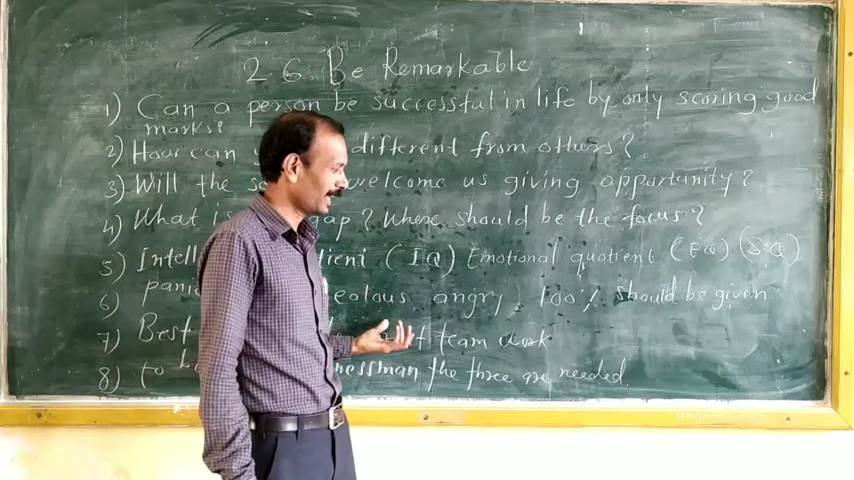 2.6. Be Remarkable
1) Can a person be successful in life by only scoring good
marks?
2) How can different from others?
3) Will the welcome us giving opportunity?
4) What is gap? Where should be the focus?
5) Intell tient (IQ) Emotional quotient (EQ) (SQ)
6) panic ealous angry, 100% should be given
7) Best team work
8) to be nessman the three are needed.